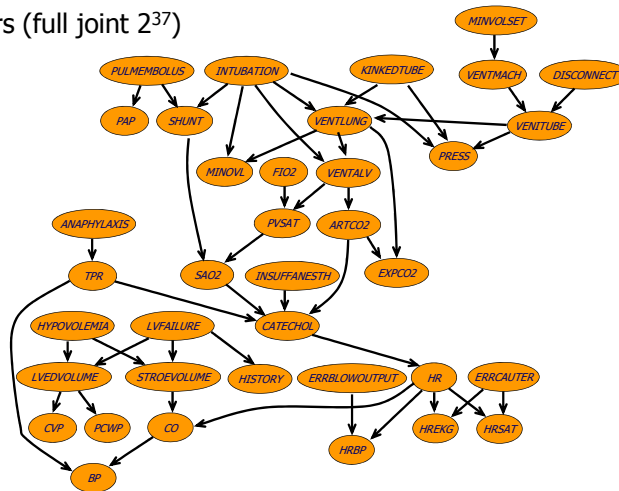 rs (full joint 2³⁷)
MINVOLSET
PULMEMBOLUS INTUBATION KINKEDTUBE VENTMACH DISCONNECT
PAP SHUNT VENTLUNG VENITUBE
PRESS
MINOVL FIO2 VENTALV
ANAPHYLAXIS PVSAT ARTCO2
TPR SAO2 INSUFFANESTH EXPCO2
HYPOVOLEMIA LVFAILURE CATECHOL
LVEDVOLUME STROEVOLUME HISTORY ERRBLOWOUTPUT HR ERRCAUTER
CVP PCWP CO HREKG HRSAT
HRBP
BP